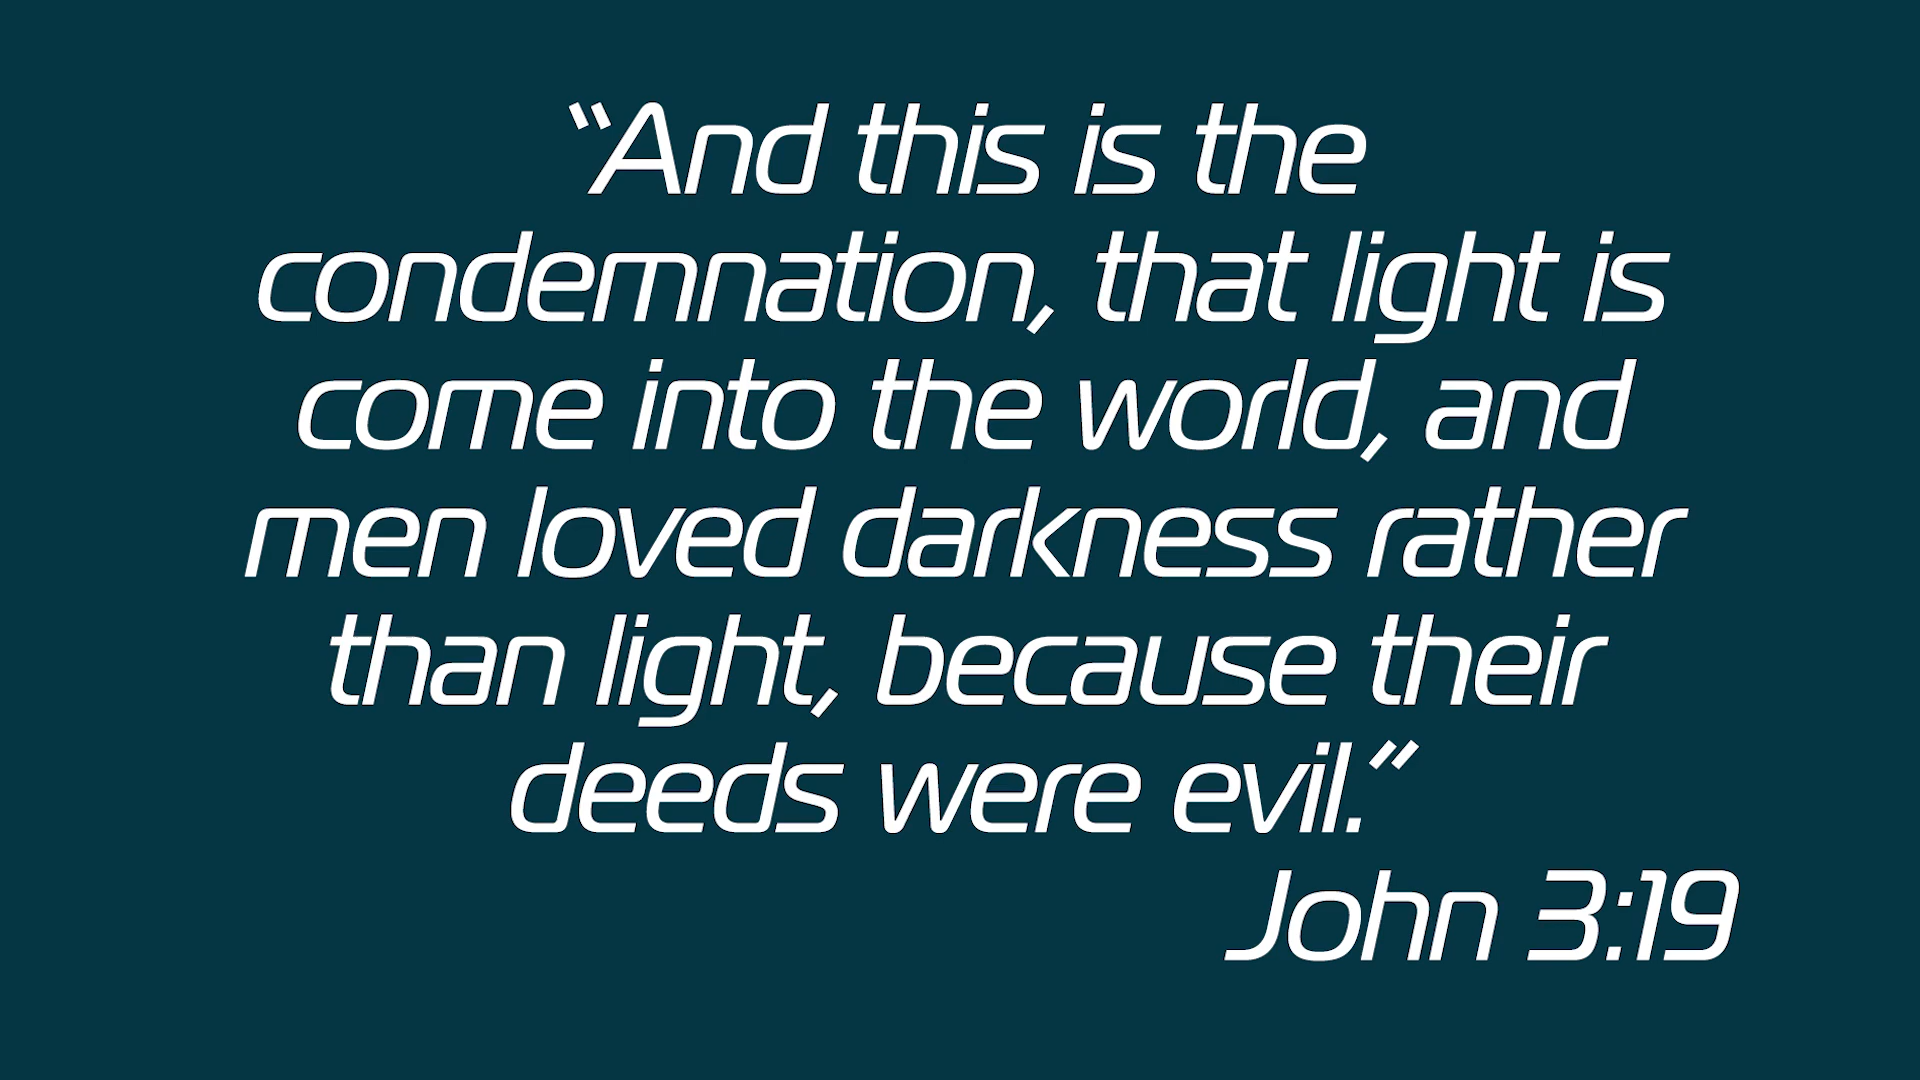 “And this is the
condemnation, that light is
come into the world, and
men loved darkness rather
than light, because their
deeds were evil.”
John 3:19